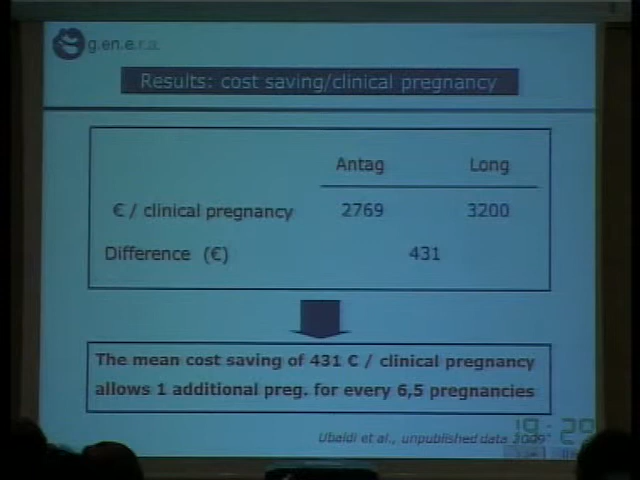 g.en.e.r.a.
Results: cost saving/clinical pregnancy
Antag Long
€ / clinical pregnancy 2769 3200
Difference (€) 431
The mean cost saving of 431 € / clinical pregnancy
allows 1 additional preg. for every 6,5 pregnancies
Ubaldi et al., unpublished data 2009
19:29